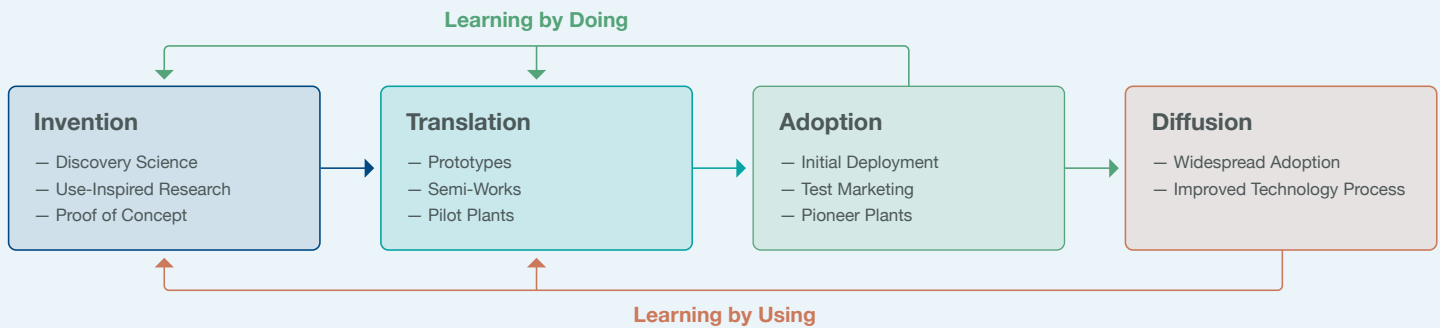 Learning by Doing
Invention
— Discovery Science
— Use-Inspired Research
— Proof of Concept
Translation
— Prototypes
— Semi-Works
— Pilot Plants
Adoption
— Initial Deployment
— Test Marketing
— Pioneer Plants
Diffusion
— Widespread Adoption
— Improved Technology Process
Learning by Using